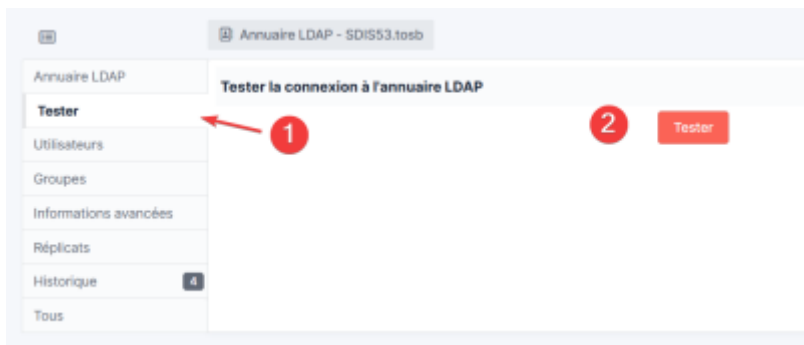 Annuaire LDAP - SDIS53.tosb
Annuaire LDAP
Tester
Utilisateurs
Groupes
Informations avancées
Réplicats
Historique 4
Tous
Tester la connexion à l'annuaire LDAP
1
2 Tester